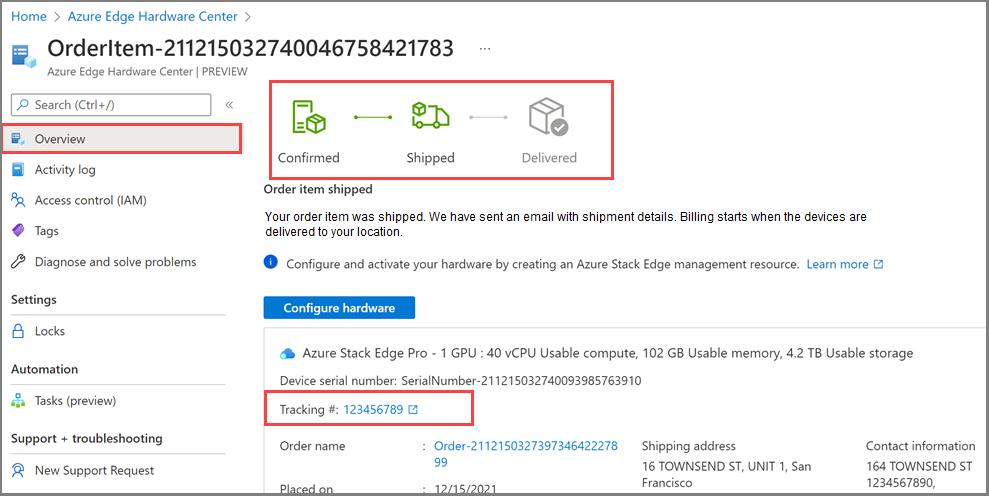 Home > Azure Edge Hardware Center >
OrderItem-211215032740046758421783 ...
Azure Edge Hardware Center | PREVIEW
Search (Ctrl+/) «
Overview
Activity log
Access control (IAM)
Tags
Diagnose and solve problems
Settings
Locks
Automation
Tasks (preview)
Support + troubleshooting
New Support Request
Confirmed Shipped Delivered
Order item shipped
Your order item was shipped. We have sent an email with shipment details. Billing starts when the devices are
delivered to your location.
Configure and activate your hardware by creating an Azure Stack Edge management resource. Learn more
Configure hardware
Azure Stack Edge Pro - 1 GPU : 40 vCPU Usable compute, 102 GB Usable memory, 4.2 TB Usable storage
Device serial number: SerialNumber-211215032740093985763910
Tracking #: 123456789
Order name : Order-2112150327397346422278
99
Placed on : 12/15/2021
Shipping address
16 TOWNSEND ST, UNIT 1, San
Francisco
Contact information
164 TOWNSEND
1234567890,